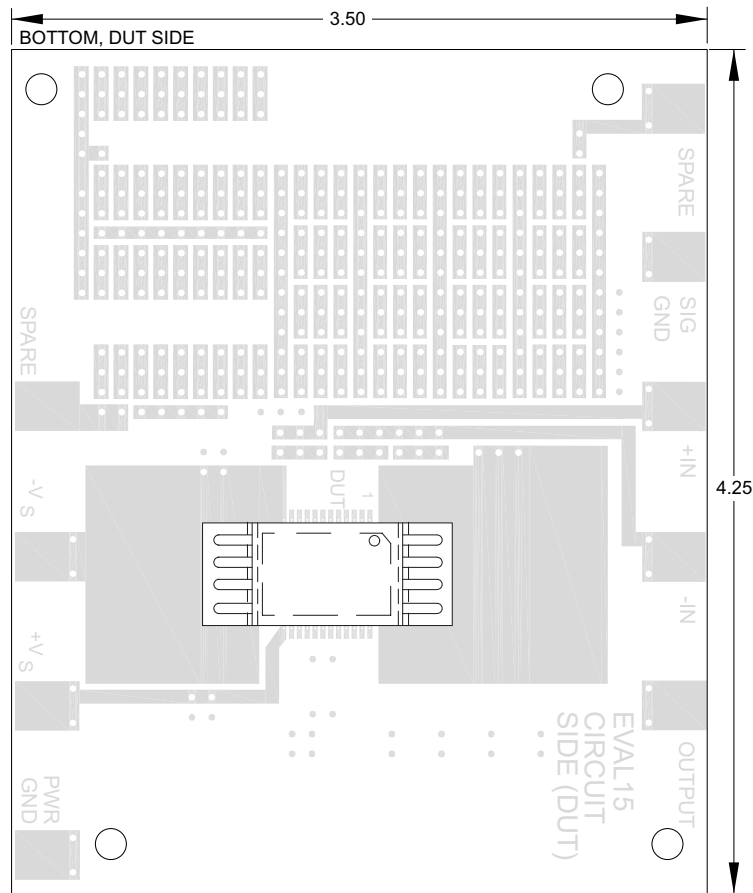 3.50
BOTTOM, DUT SIDE
SPARE
SIG
GND
SPARE
+IN
4.25
-V
S
DUT
1
-IN
+V
S
EVAL15
CIRCUIT
SIDE (DUT)
OUTPUT
PWR
GND